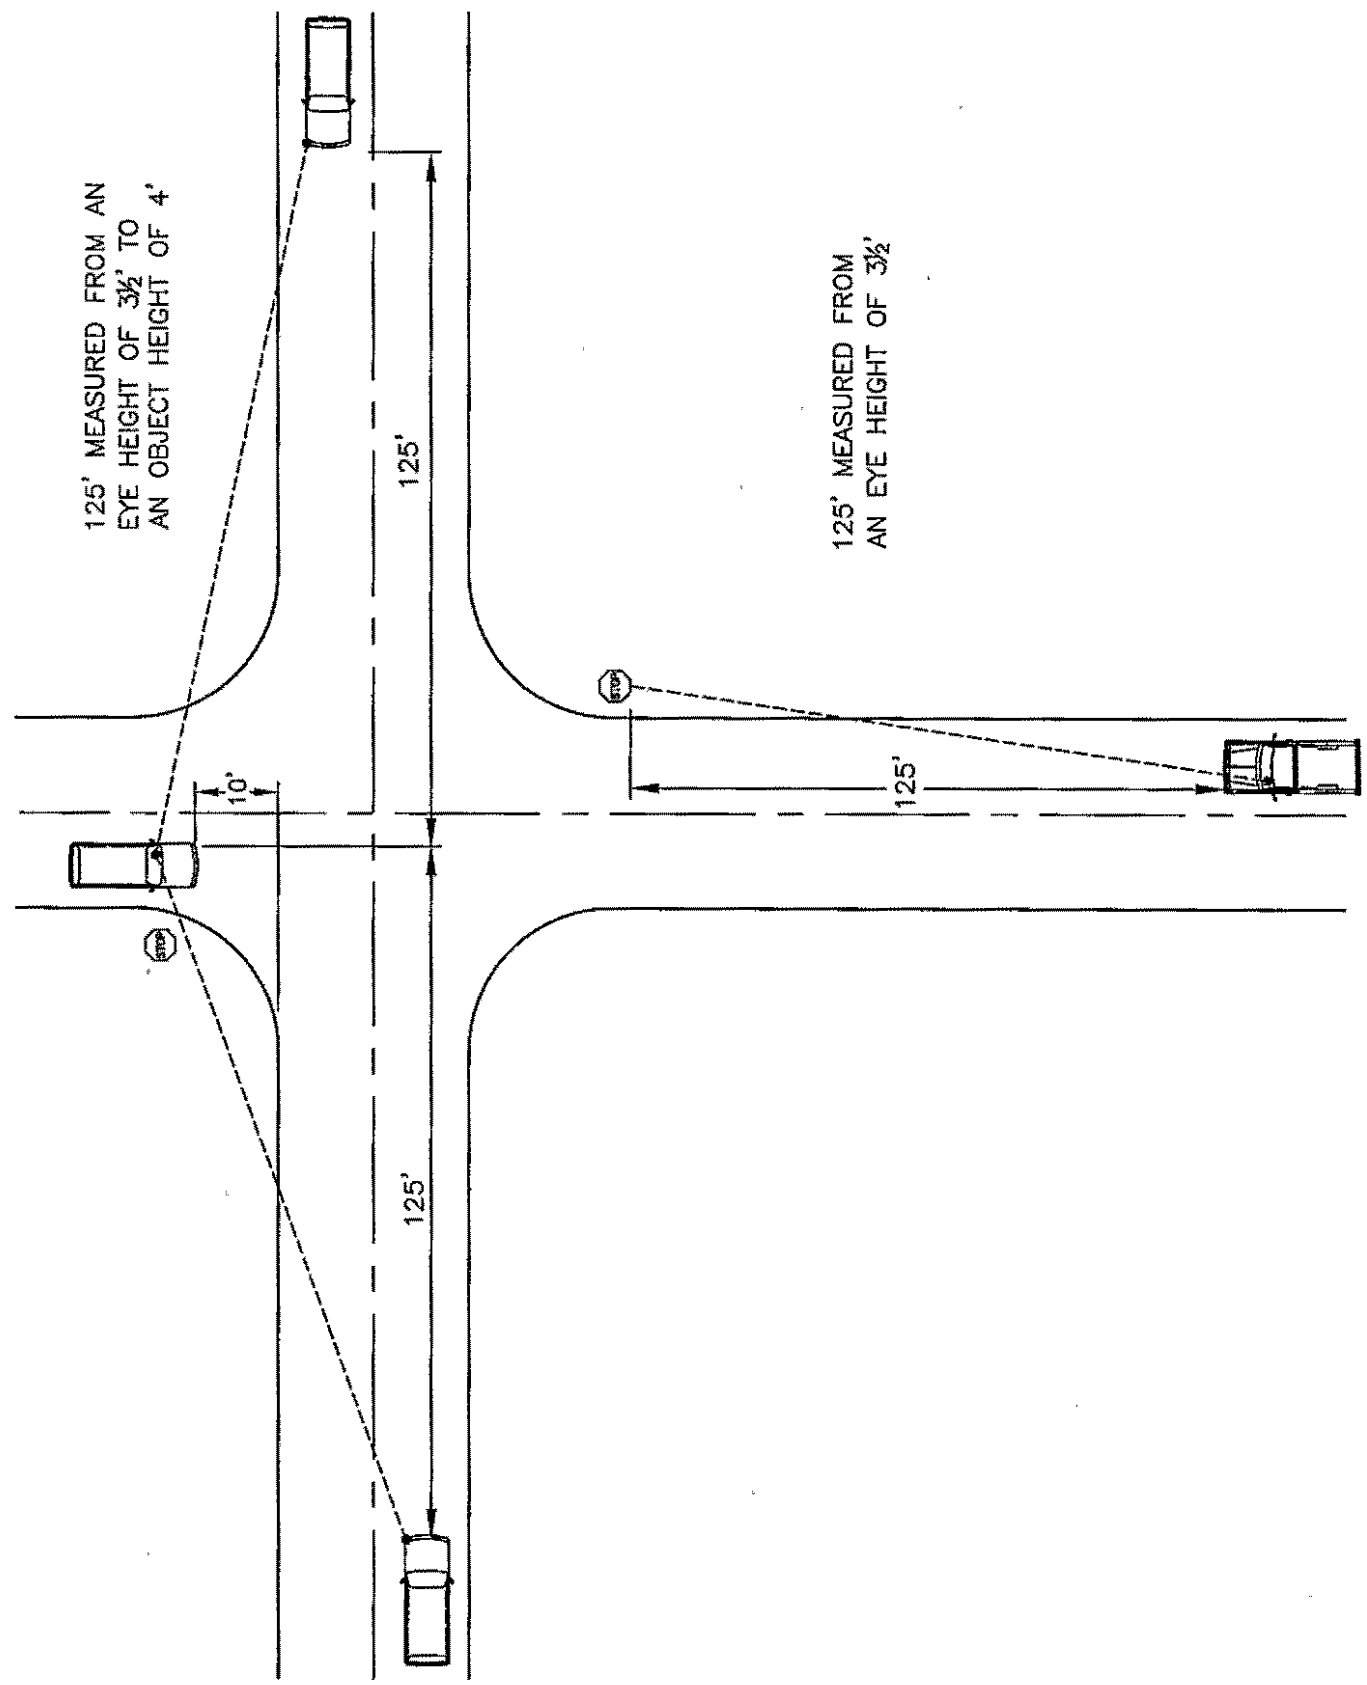 125' MEASURED FROM AN
EYE HEIGHT OF 3½' TO
AN OBJECT HEIGHT OF 4'
125'
10'
STOP
125'
STOP
125'
125' MEASURED FROM
AN EYE HEIGHT OF 3½'